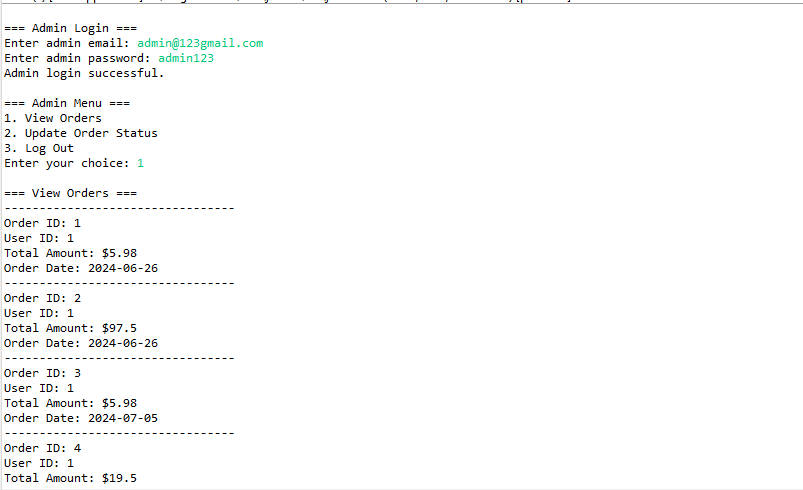 === Admin Login ===
Enter admin email: admin@123gmail.com
Enter admin password: admin123
Admin login successful.
=== Admin Menu ===
1. View Orders
2. Update Order Status
3. Log Out
Enter your choice: 1
=== View Orders ===
---------------------------------
Order ID: 1
User ID: 1
Total Amount: $5.98
Order Date: 2024-06-26
---------------------------------
Order ID: 2
User ID: 1
Total Amount: $97.5
Order Date: 2024-06-26
---------------------------------
Order ID: 3
User ID: 1
Total Amount: $5.98
Order Date: 2024-07-05
---------------------------------
Order ID: 4
User ID: 1
Total Amount: $19.5